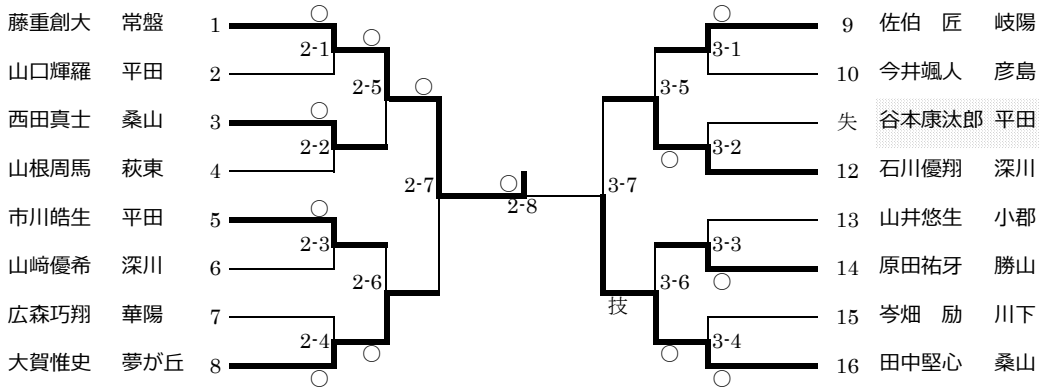 藤重創大 常盤 1
山口輝羅 平田 2
西田真士 桑山 3
山根周馬 萩東 4
市川皓生 平田 5
山﨑優希 深川 6
広森巧翔 華陽 7
大賀惟史 夢が丘 8
○
2-1
○
2-2
○
2-3
2-4
○
○
2-5
2-6
○
○
2-7
○
2-8
3-7
技
3-5
○
3-6
○
○
3-1
3-2
3-3
○
3-4
○
9 佐伯 匠 岐陽
10 今井颯人 彦島
失 谷本康汰郎 平田
12 石川優翔 深川
13 山井悠生 小郡
14 原田祐牙 勝山
15 岑畑 励 川下
16 田中堅心 桑山